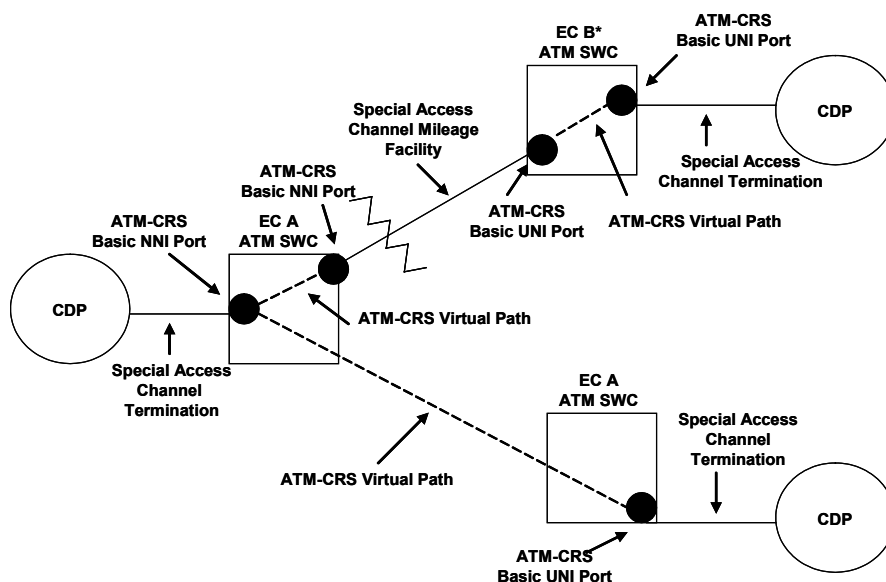 EC B*
ATM SWC
ATM-CRS
Basic UNI Port
CDP
Special Access
Channel Mileage
Facility
Special Access
Channel Termination
ATM-CRS
Basic NNI Port
ATM-CRS
Basic UNI Port
ATM-CRS Virtual Path
ATM-CRS
Basic NNI Port
EC A
ATM SWC
CDP
ATM-CRS Virtual Path
Special Access
Channel
Termination
EC A
ATM SWC
Special Access
Channel
Termination
ATM-CRS Virtual Path
CDP
ATM-CRS
Basic UNI Port